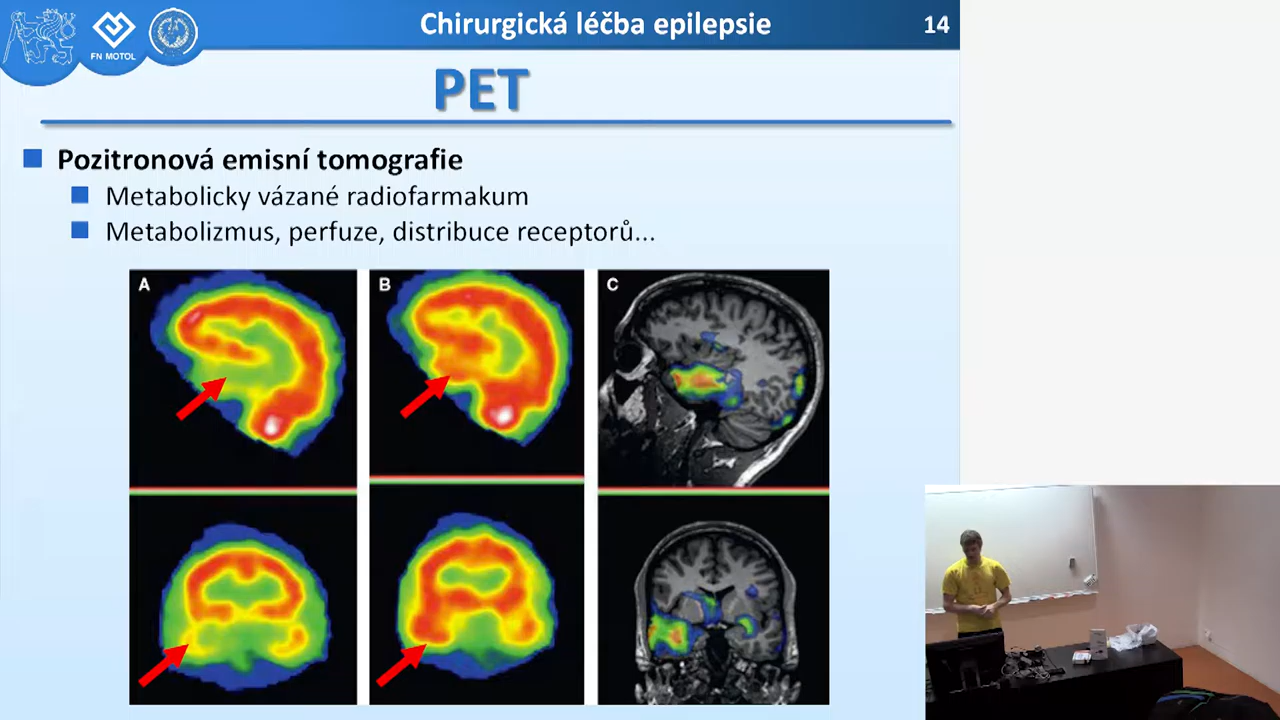 Chirurgická léčba epilepsie
14
FN MOTOL
PET
Pozitronová emisní tomografie
Metabolicky vázané radiofarmakum
Metabolizmus, perfuze, distribuce receptorů...
A
B
C